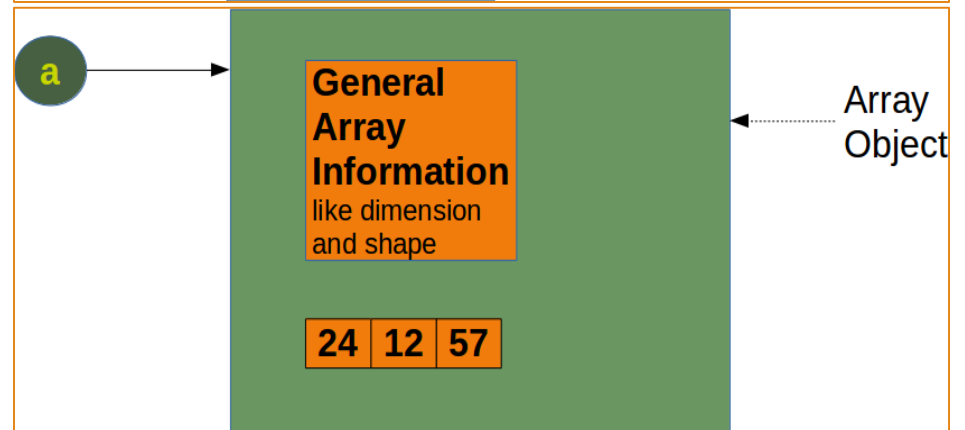 a
General
Array
Information
like dimension
and shape
Array
Object
24 12 57